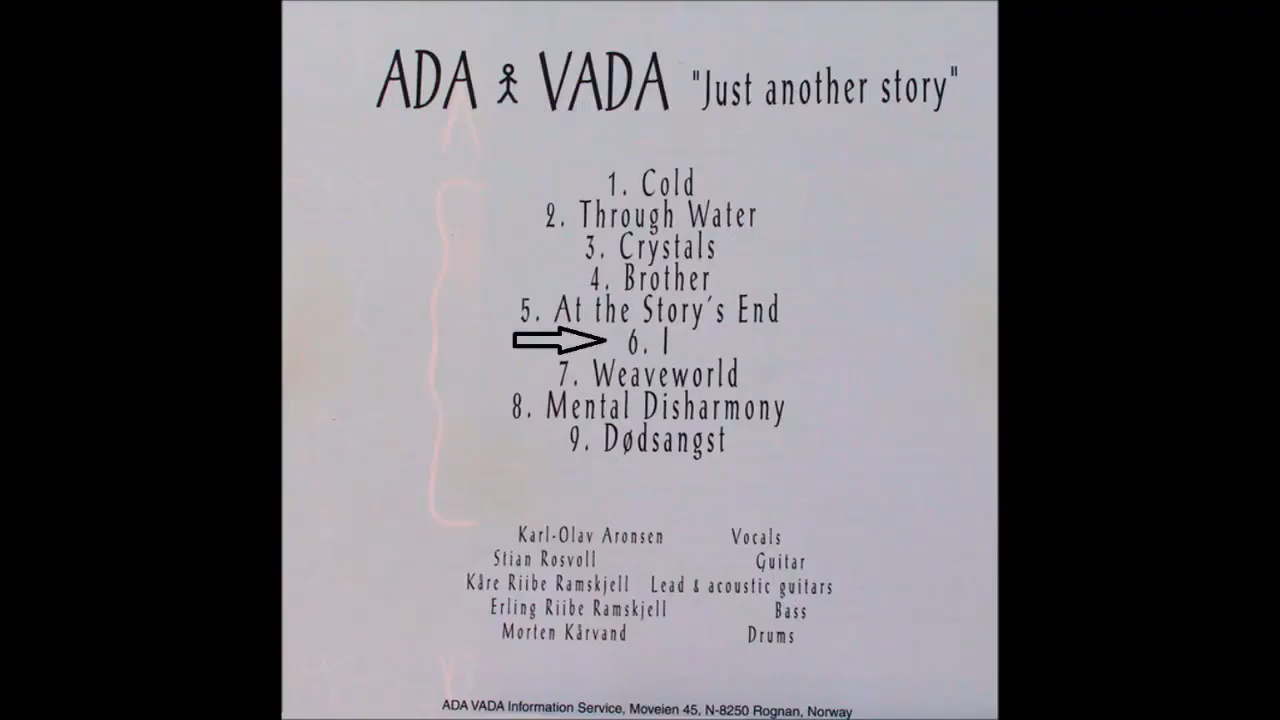 ADA VADA "Just another story"
1. Cold
2. Through Water
3. Crystals
4. Brother
5. At the Story´s End
6. I
7. Weaveworld
8. Mental Disharmony
9. Dødsangst
Karl-Olav Aronsen Vocals
Stian Rosvoll Guitar
Kåre Riibe Ramskjell Lead & acoustic guitars
Erling Riibe Ramskjell Bass
Morten Kårvand Drums
ADA VADA Information Service, Moveien 45, N-8250 Rognan, Norway